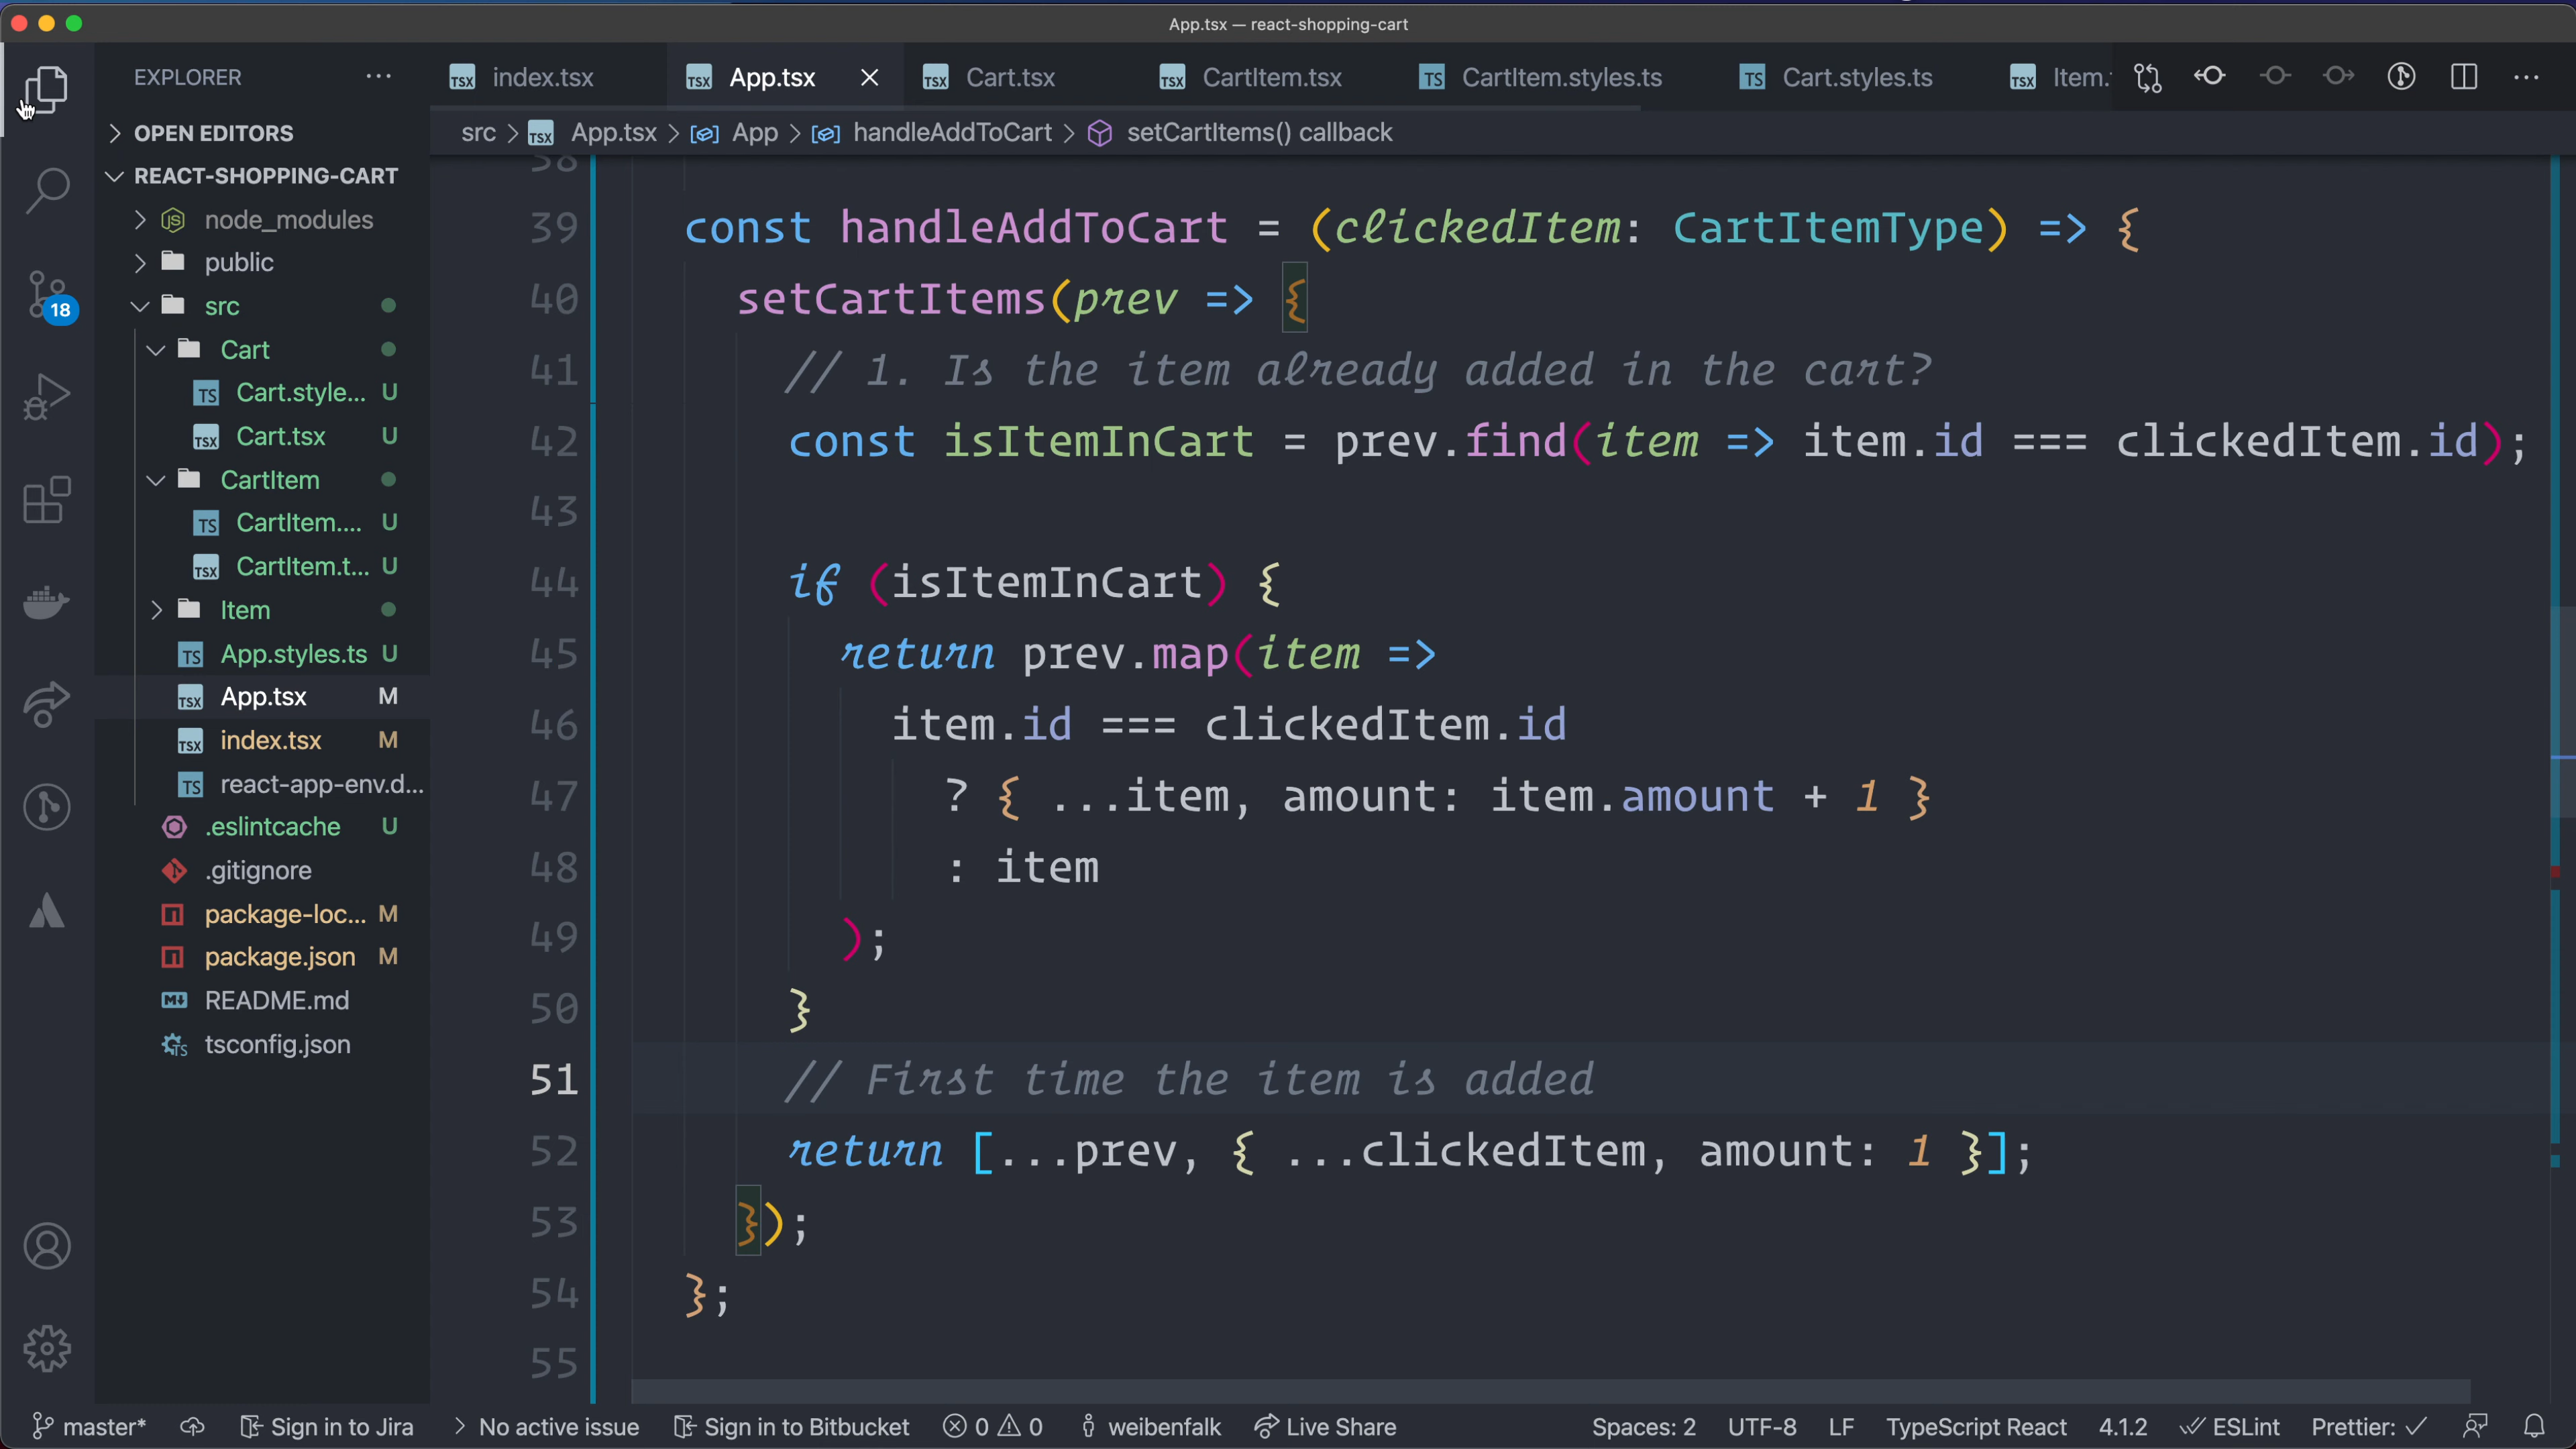 App.tsx — react-shopping-cart
EXPLORER
index.tsx
App.tsx
Cart.tsx
CartItem.tsx
CartItem.styles.ts
Cart.styles.ts
Item.
src > App.tsx > App > handleAddToCart > setCartItems() callback
OPEN EDITORS
REACT-SHOPPING-CART
node_modules
public
src
Cart
Cart.style... U
Cart.tsx U
CartItem
CartItem.... U
CartItem.t... U
Item
App.styles.ts U
App.tsx M
index.tsx M
react-app-env.d...
.eslintcache U
.gitignore
package-loc... M
package.json M
README.md
tsconfig.json
18
38
39 const handleAddToCart = (clickedItem: CartItemType) => {
40 setCartItems(prev => {
41 // 1. Is the item already added in the cart?
42 const isItemInCart = prev.find(item => item.id === clickedItem.id);
43
44 if (isItemInCart) {
45 return prev.map(item =>
46 item.id === clickedItem.id
47 ? { ...item, amount: item.amount + 1 }
48 : item
49 );
50 }
51 // First time the item is added
52 return [...prev, { ...clickedItem, amount: 1 }];
53 });
54 };
55
master* Sign in to Jira > No active issue Sign in to Bitbucket 0 0 weibenfalk Live Share Spaces: 2 UTF-8 LF TypeScript React 4.1.2 ESLint Prettier: ✓